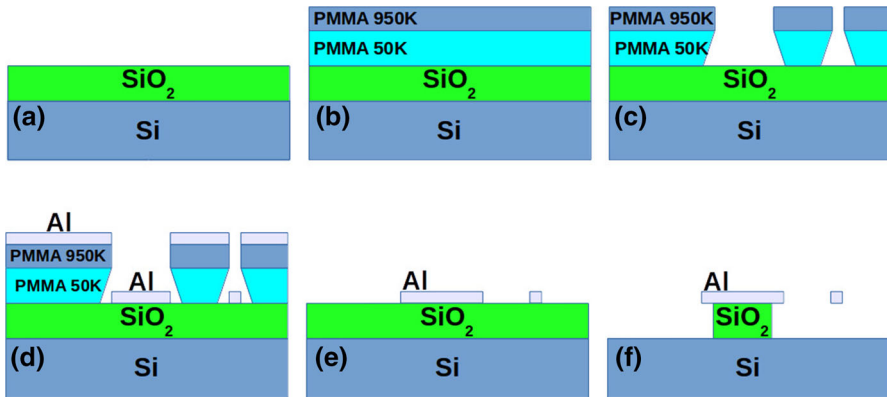 SiO2
(a) Si
PMMA 950K
PMMA 50K
SiO2
(b) Si
PMMA 950K
PMMA 50K
SiO2
(c) Si
Al
PMMA 950K
PMMA 50K Al
SiO2
(d) Si
Al
SiO2
(e) Si
Al
SiO2
(f) Si